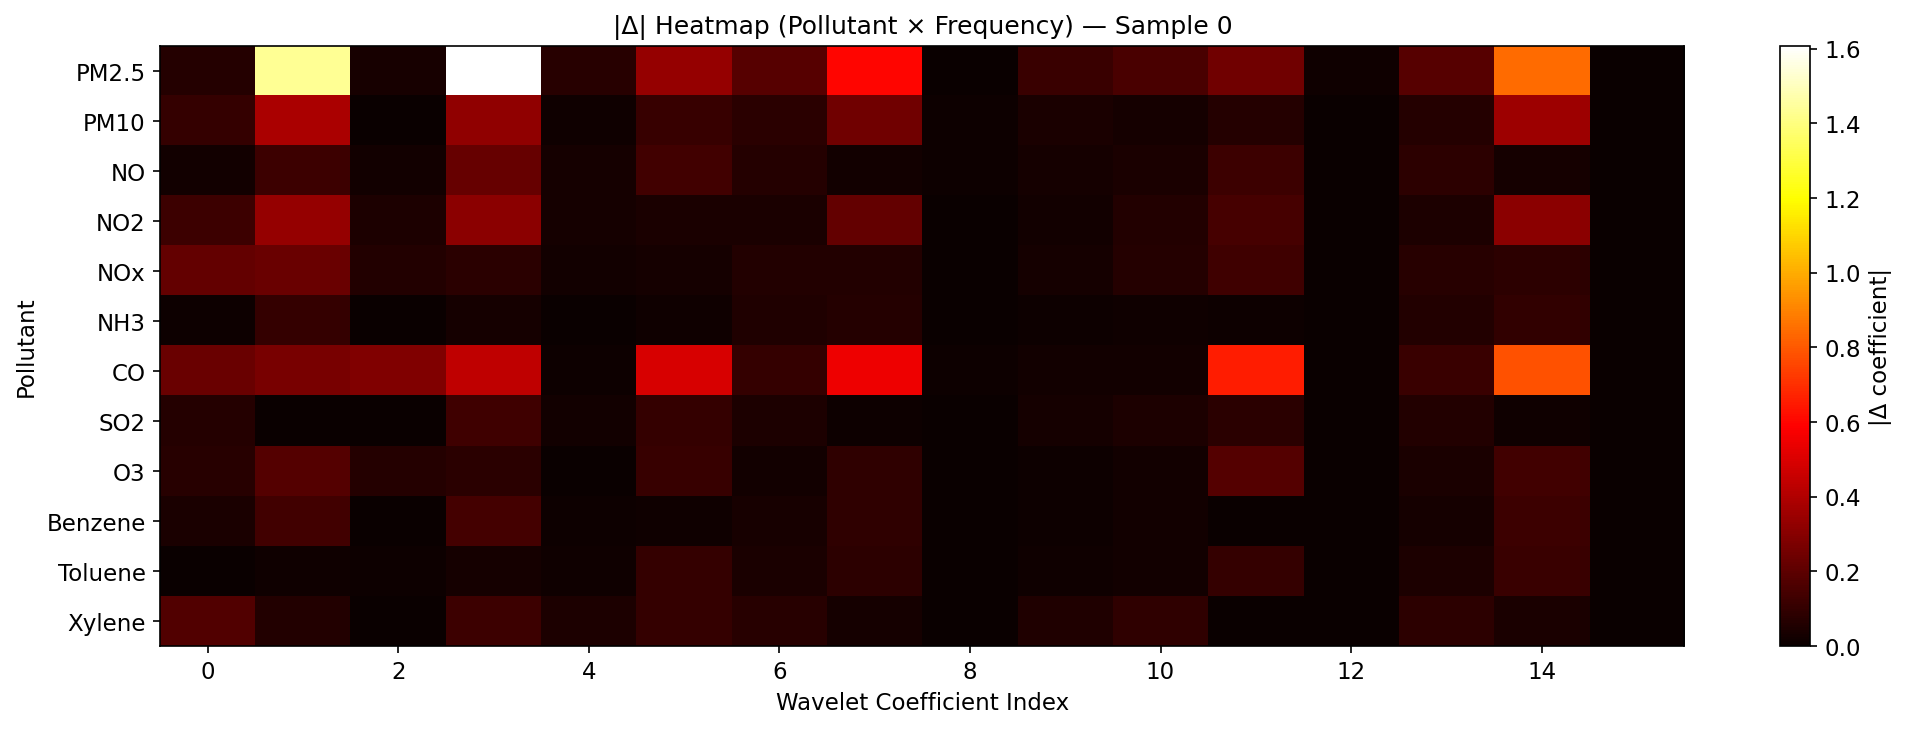 |Δ| Heatmap (Pollutant × Frequency) — Sample 0
Pollutant
PM2.5
PM10
NO
NO2
NOx
NH3
CO
SO2
O3
Benzene
Toluene
Xylene
0 2 4 6 8 10 12 14
Wavelet Coefficient Index
1.6
1.4
1.2
1.0
0.8
0.6
0.4
0.2
0.0
|Δ coefficient|